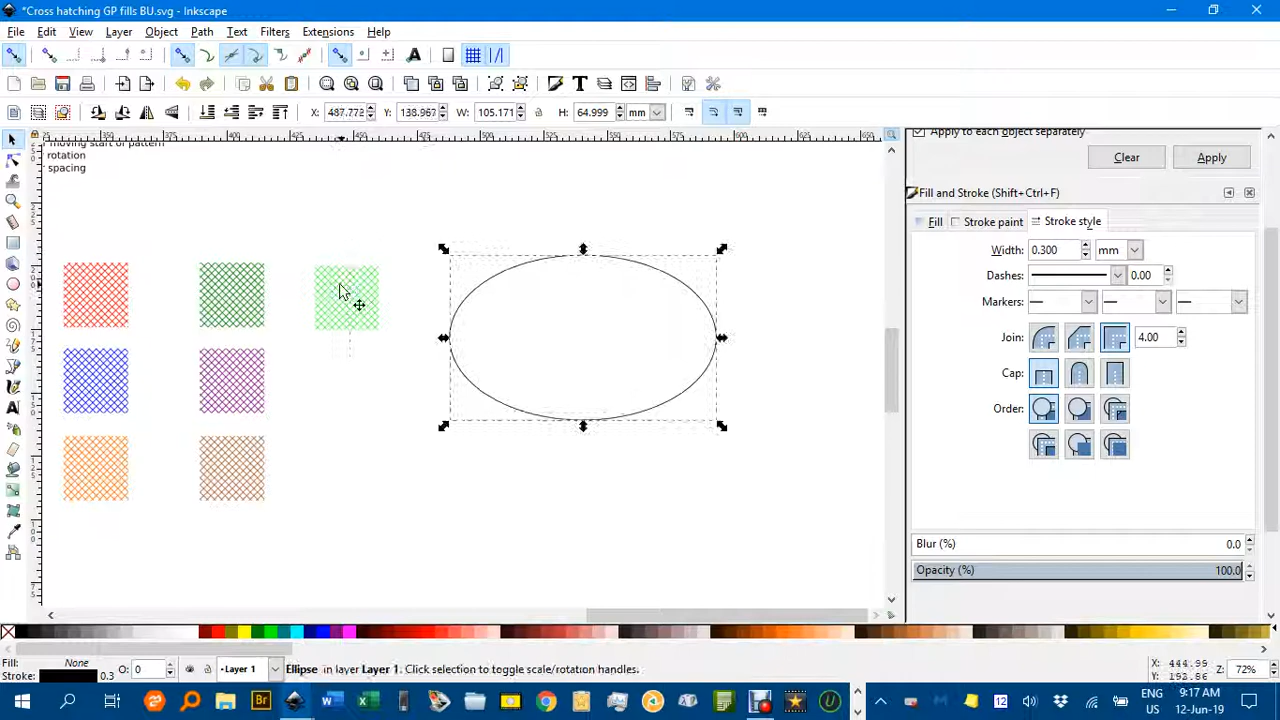 *Cross hatching GP fills BU.svg - Inkscape
File Edit View Layer Object Path Text Filters Extensions Help
X: 487.772 Y: 138.967 W: 105.171 H: 64.999 mm
rotation
spacing
Apply to each object separately
Clear Apply
Fill and Stroke (Shift+Ctrl+F)
Fill Stroke paint Stroke style
Width: 0.300 mm
Dashes: 0.00
Markers:
Join: 4.00
Cap:
Order:
Blur (%) 0.0
Opacity (%) 100.0
Fill: None O: 0 Layer 1 Ellipse in layer Layer 1. Click selection to toggle scale/rotation handles. X: 444.95 Z: 72%
Stroke: 0.3 Y: 193.86
ENG 9:17 AM
US 12-Jun-19